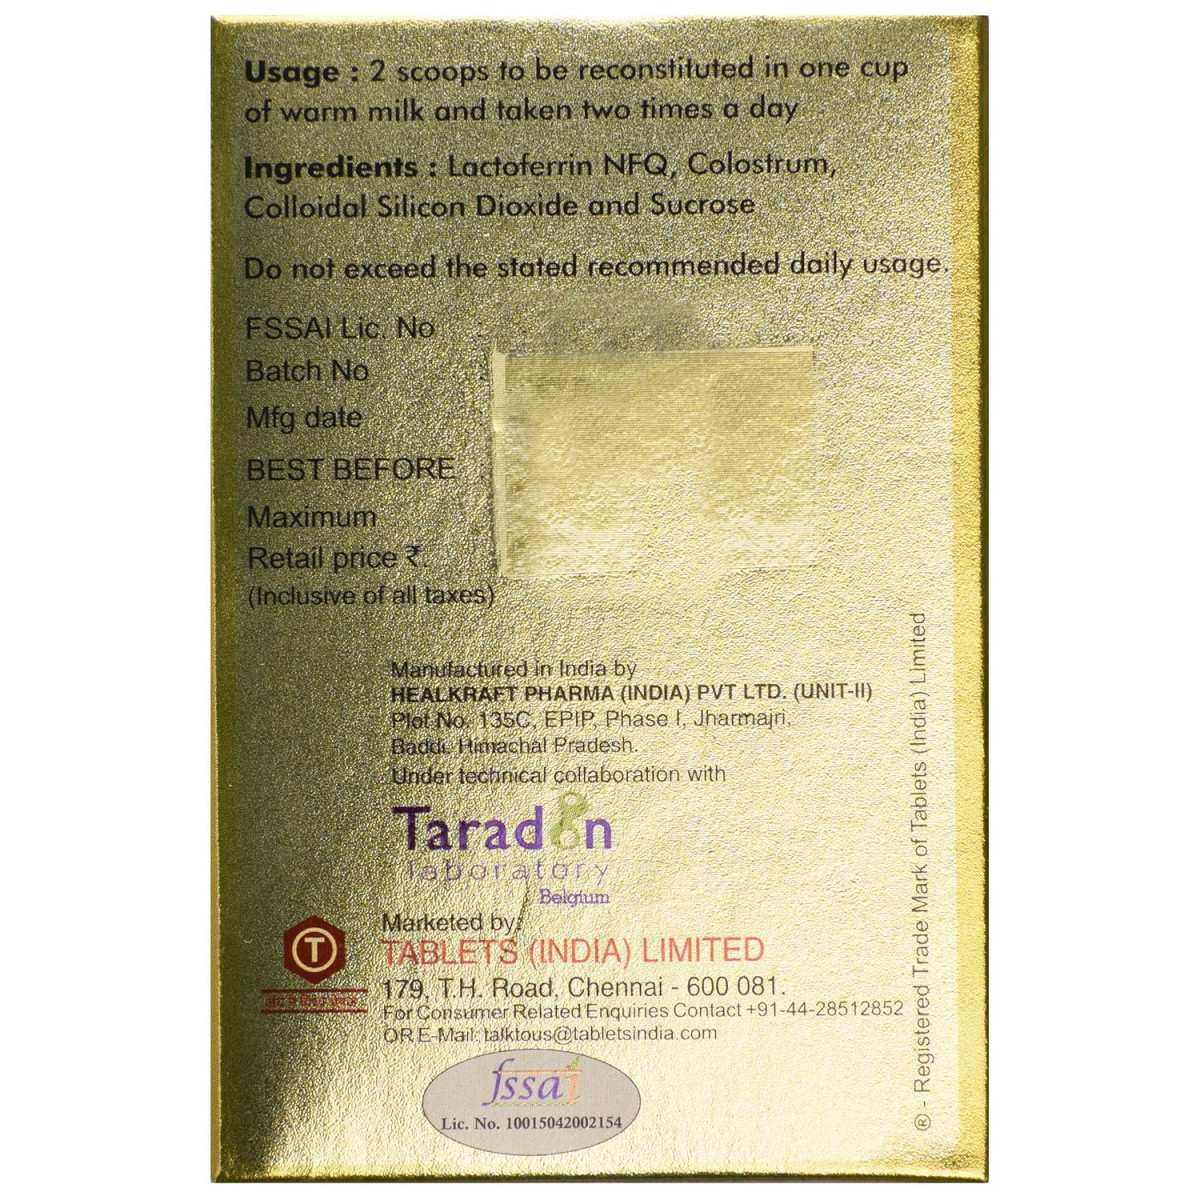 Usage : 2 scoops to be reconstituted in one cup
of warm milk and taken two times a day
Ingredients : Lactoferrin NFQ, Colostrum,
Colloidal Silicon Dioxide and Sucrose
Do not exceed the stated recommended daily usage.
FSSAI Lic. No :
Batch No :
Mfg date
BEST BEFORE
Maximum
Retail price ₹.
(Inclusive of all taxes)
Manufactured in India by
HEALKRAFT PHARMA (INDIA) PVT LTD. (UNIT-II)
Plot No. 135C, EPIP, Phase I, Jharmajri,
Baddi, Himachal Pradesh.
Under technical collaboration with
Taradon
laboratory
Belgium
Marketed by:
T
TABLETS (INDIA) LIMITED
179, T.H. Road, Chennai - 600 081.
For Consumer Related Enquiries Contact +91-44-28512852
OR E-Mail: talktous@tabletsindia.com
fssai
Lic. No. 10015042002154
® - Registered Trade Mark of Tablets (India) Limited